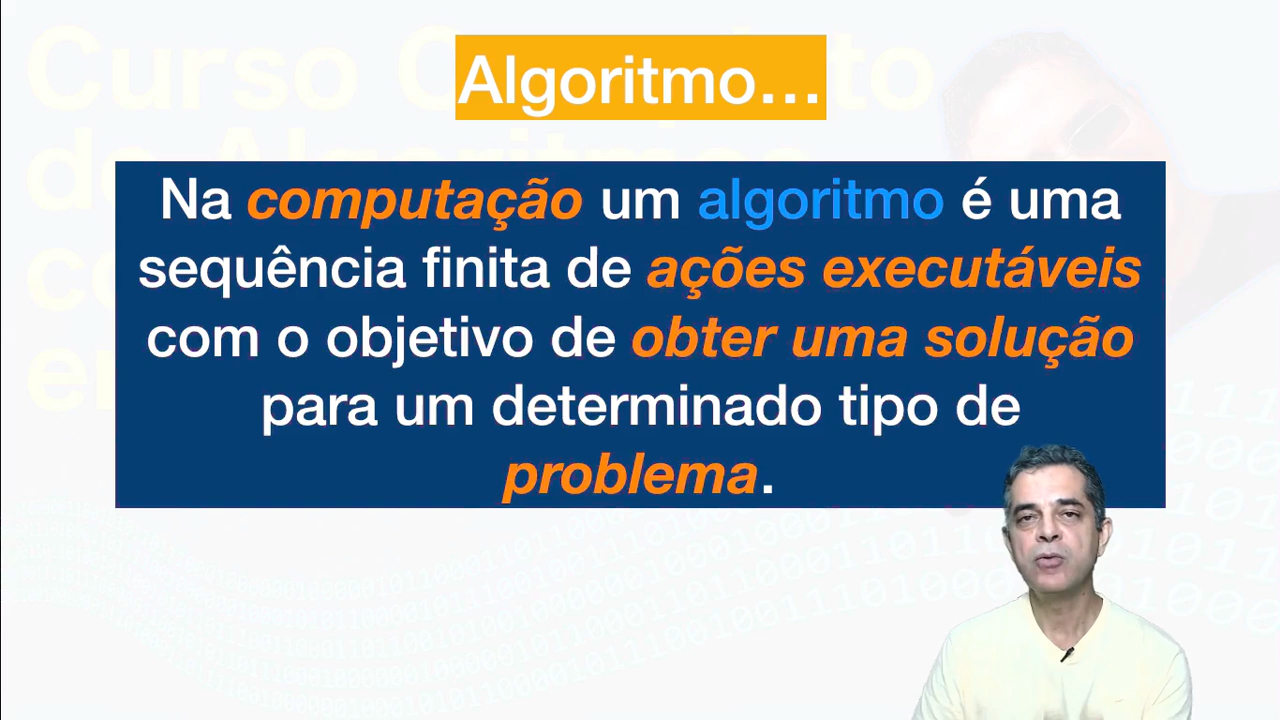 Algoritmo...
Na computação um algoritmo é uma
sequência finita de ações executáveis
com o objetivo de obter uma solução
para um determinado tipo de
problema.